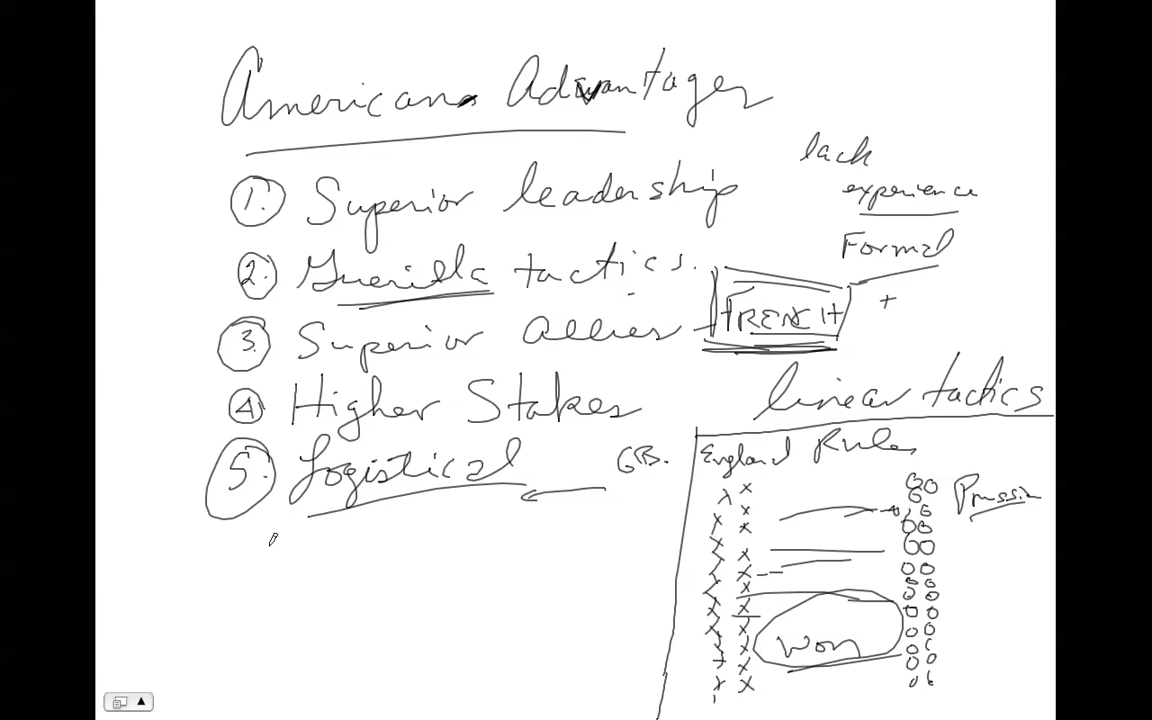 American Advantages
1. Superior leadership
2. Guerilla tactics.
3. Superior Allies - FRENCH
4 Higher Stakes
5. Logistical
G.B.
lack
experience
Formal
+
linear tactics
England Rules
Prussia
won